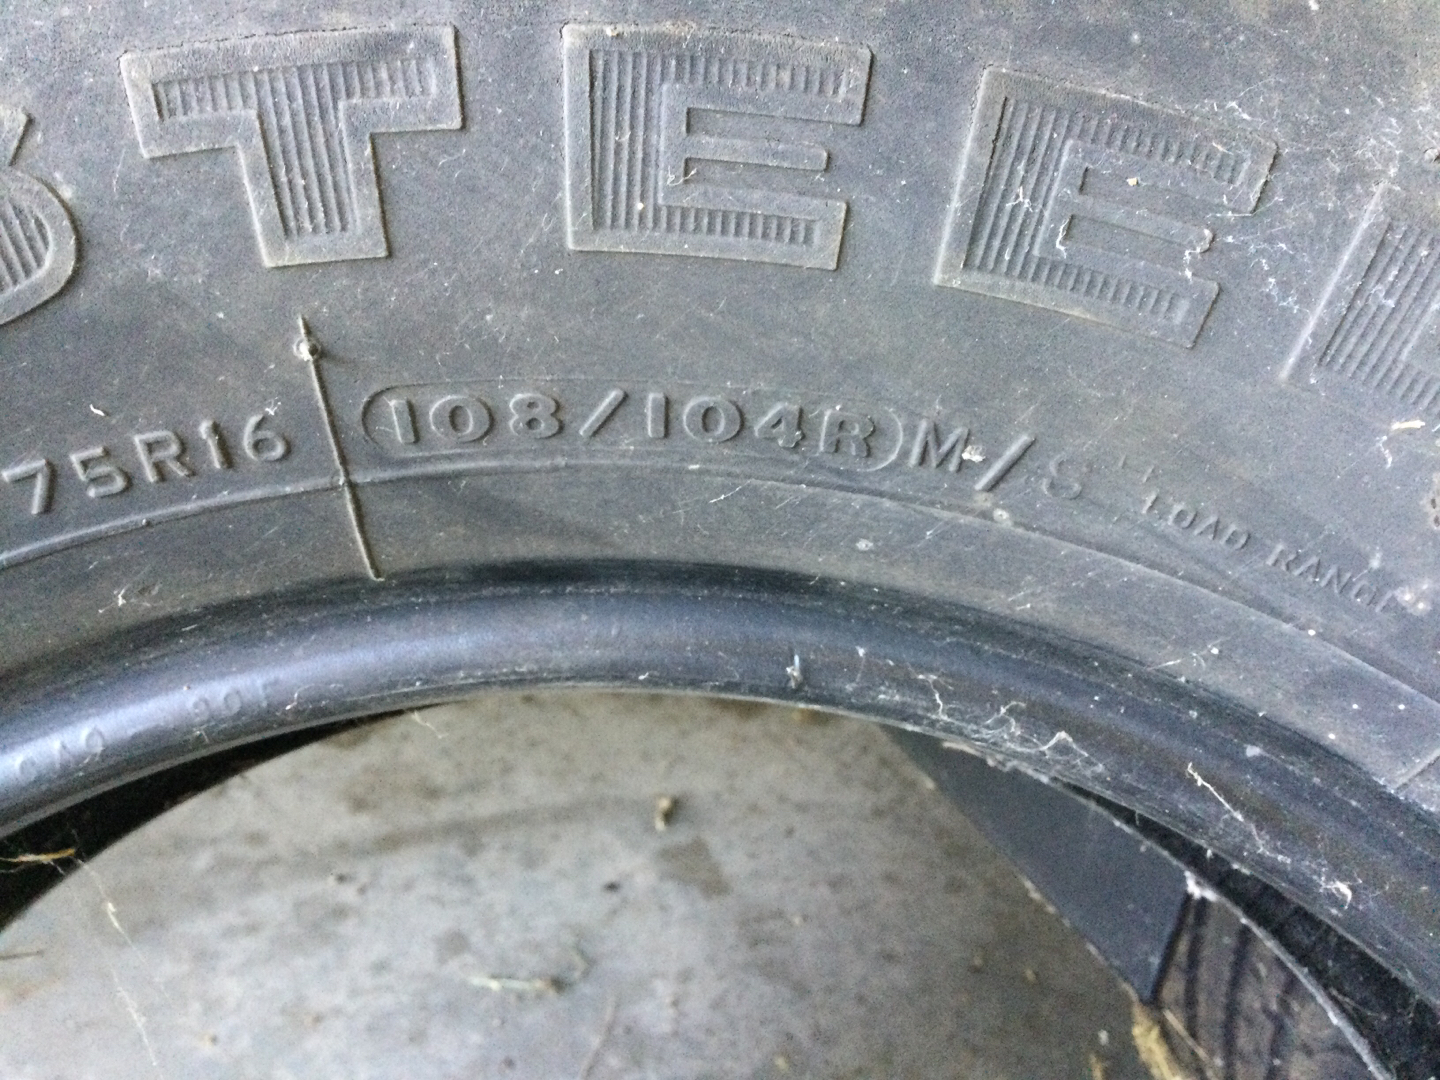 STEE
75R16 108/104R M/S LOAD RANGE